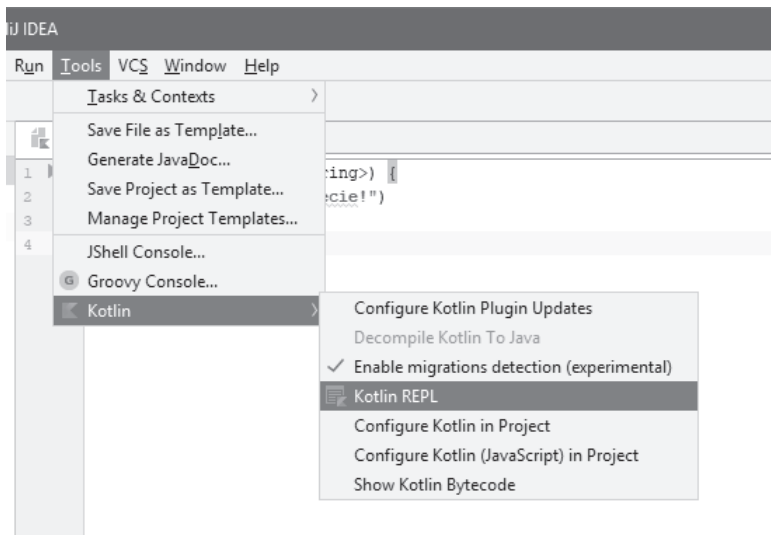 IJ IDEA
Run Tools VCS Window Help
Tasks & Contexts
Save File as Template...
Generate JavaDoc...
Save Project as Template...
Manage Project Templates...
JShell Console...
G Groovy Console...
Kotlin
1 ring>) {
2 ecie!")
3
4
Configure Kotlin Plugin Updates
Decompile Kotlin To Java
Enable migrations detection (experimental)
Kotlin REPL
Configure Kotlin in Project
Configure Kotlin (JavaScript) in Project
Show Kotlin Bytecode